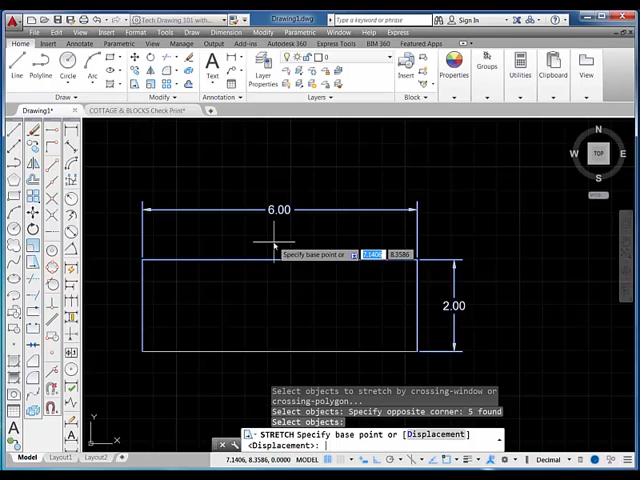 Tech Drawing 101
Drawing1.dwg
Type a keyword or phrase
Sign In
File Edit View Insert Format Tools Draw Dimension Modify Parametric Window Help Express
Home Insert Annotate Parametric View Manage Output Add-ins Autodesk 360 Express Tools BIM 360 Featured Apps
Line Polyline Circle Arc
Text
Layer Properties
0
Insert
Properties
Groups
Utilities
Clipboard
View
Draw Modify Annotation Layers Block
Drawing1*
COTTAGE & BLOCKS Check Print*
N
W TOP E
S
6.00
Specify base point or 7.1406 8.3586
2.00
Select objects to stretch by crossing-window or
crossing-polygon...
Select objects: Specify opposite corner: 5 found
Select objects:
STRETCH Specify base point or [Displacement]
<Displacement>:
Y
X
Model Layout1 Layout2
7.1406, 8.3586, 0.0000 MODEL
Decimal